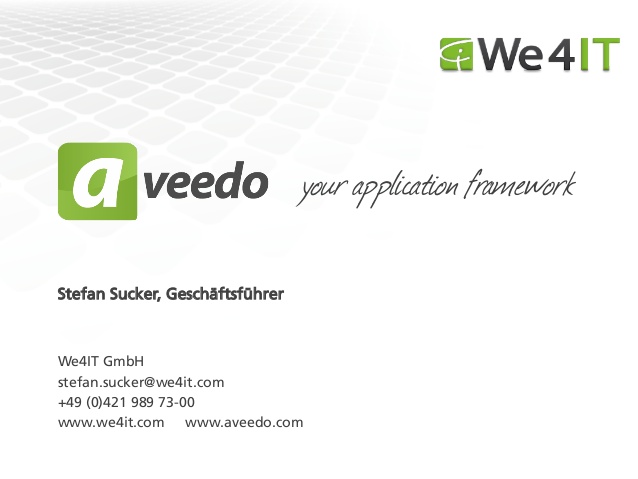 We4IT
aveedo your application framework
Stefan Sucker, Geschäftsführer
We4IT GmbH
stefan.sucker@we4it.com
+49 (0)421 989 73-00
www.we4it.com www.aveedo.com